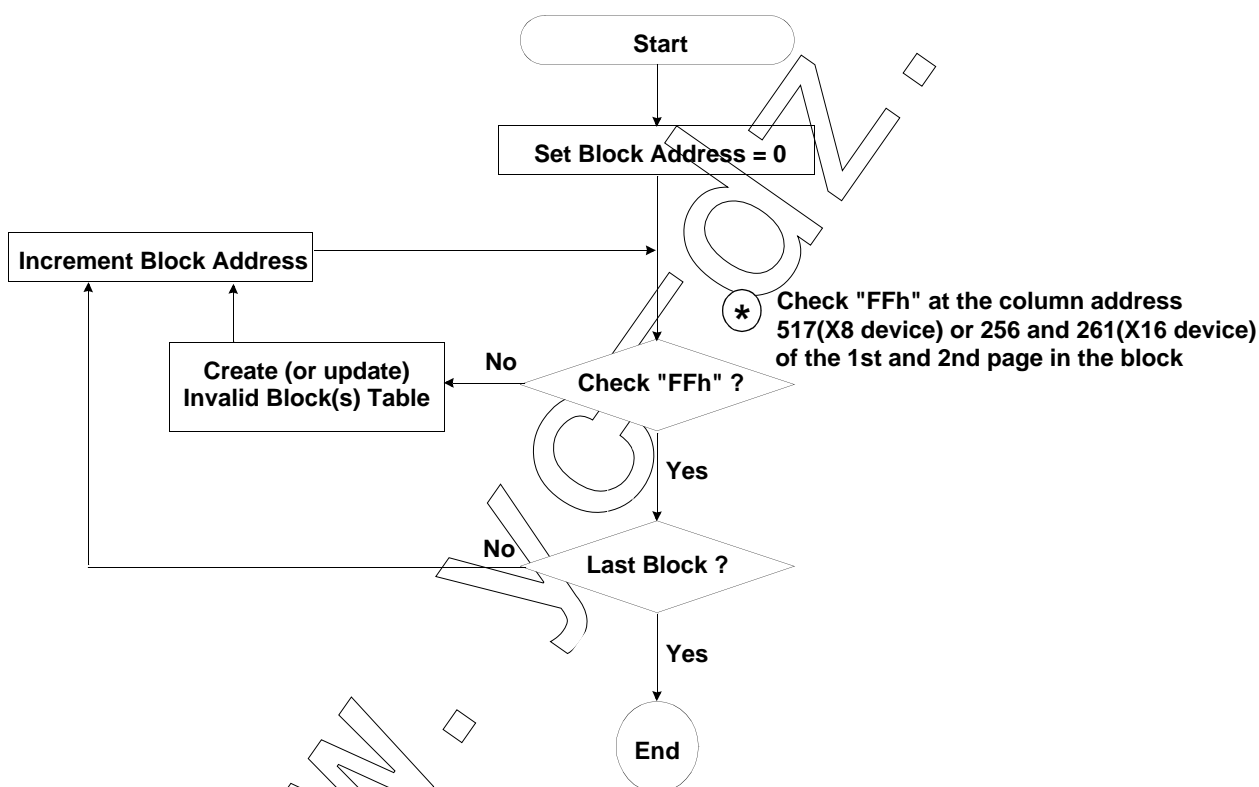 Start
Set Block Address = 0
Increment Block Address
* Check "FFh" at the column address
517(X8 device) or 256 and 261(X16 device)
of the 1st and 2nd page in the block
No
Create (or update)
Invalid Block(s) Table
Check "FFh" ?
Yes
No
Last Block ?
Yes
End